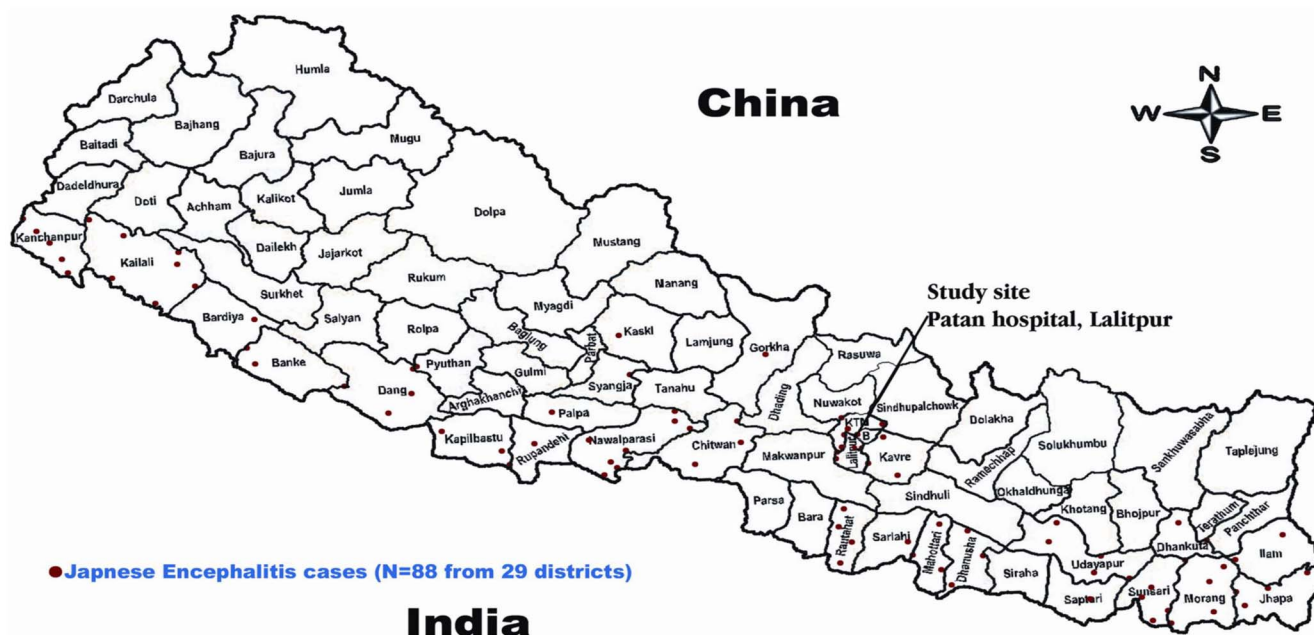 Humla
China
N
W
E
S
Darchula
Bajhang
Mugu
Baitadi
Bajura
Dadeldhura
Doti
Achham
Kalikot
Jumla
Dolpa
Kanchanpur
Kailali
Dailekh
Jajarkot
Mustang
Surkhet
Rukum
Manang
Study site
Patan hospital, Lalitpur
Bardiya
Salyan
Rolpa
Myagdi
Baglung
Parbat
Kaski
Lamjung
Gorkha
Rasuwa
Banke
Pyuthan
Gulmi
Syangja
Tanahu
Dhading
Nuwakot
Sindhupalchowk
Dolakha
Dang
Arghakhanchi
Palpa
KTM
B
Lalitpur
Kavre
Ramechhap
Solukhumbu
Sankhuwasabha
Taplejung
Kapilbastu
Rupandehi
Nawalparasi
Chitwan
Makwanpur
Sindhuli
Okhaldhunga
Khotang
Bhojpur
Terathum
Panchthar
Parsa
Bara
Rautahat
Sarlahi
Mahottari
Dhanusha
Siraha
Udayapur
Dhankuta
Ilam
Saptari
Sunsari
Morang
Jhapa
Japnese Encephalitis cases (N=88 from 29 districts)
India